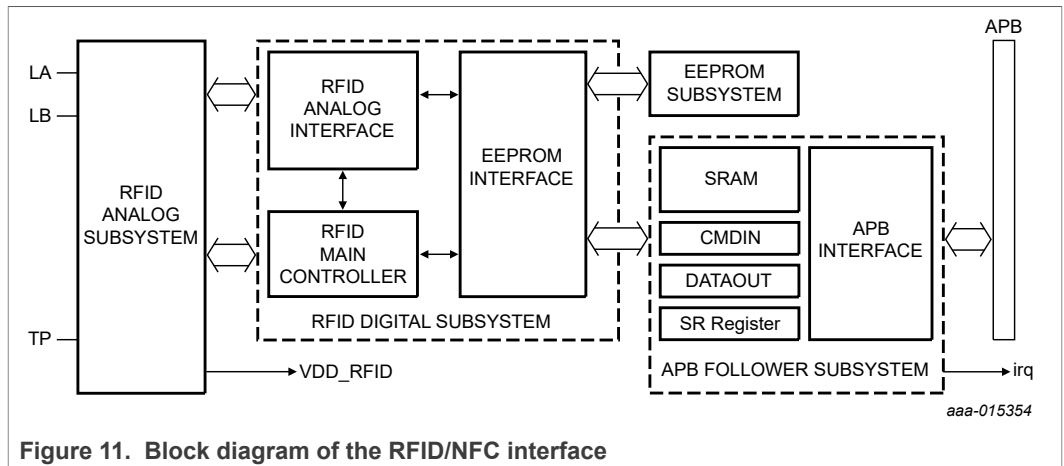 APB
LA
LB
TP
RFID
ANALOG
SUBSYSTEM
RFID
ANALOG
INTERFACE
RFID
MAIN
CONTROLLER
EEPROM
INTERFACE
RFID DIGITAL SUBSYSTEM
VDD_RFID
EEPROM
SUBSYSTEM
SRAM
CMDIN
DATAOUT
SR Register
APB
INTERFACE
APB FOLLOWER SUBSYSTEM
irq
aaa-015354
Figure 11. Block diagram of the RFID/NFC interface